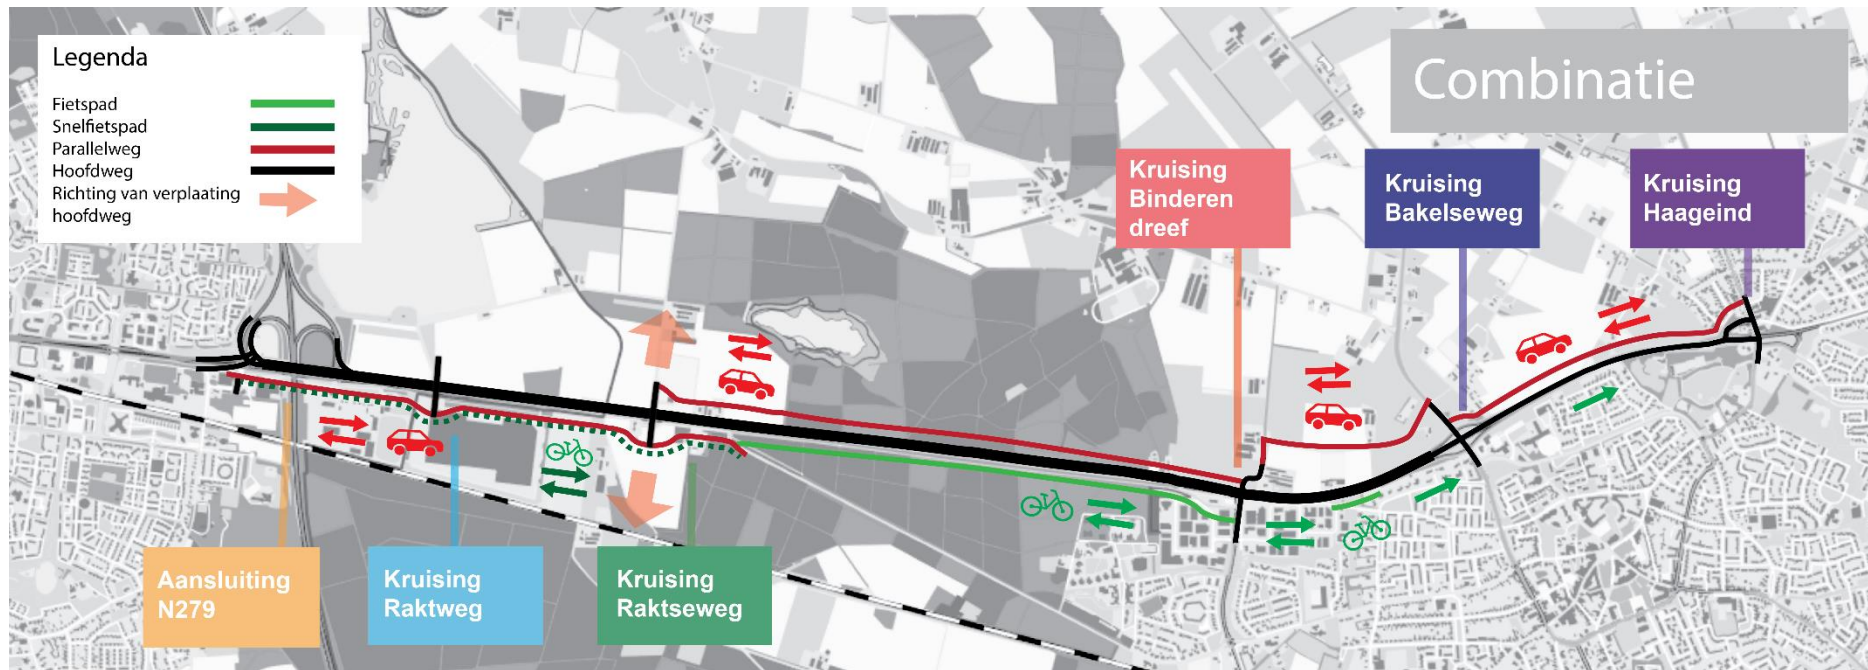 Legenda
Fietspad
Snelfietspad
Parallelweg
Hoofdweg
Richting van verplaating
hoofdweg
Combinatie
Kruising
Binderen
dreef
Kruising
Bakelseweg
Kruising
Haageind
Aansluiting
N279
Kruising
Raktweg
Kruising
Raktseweg